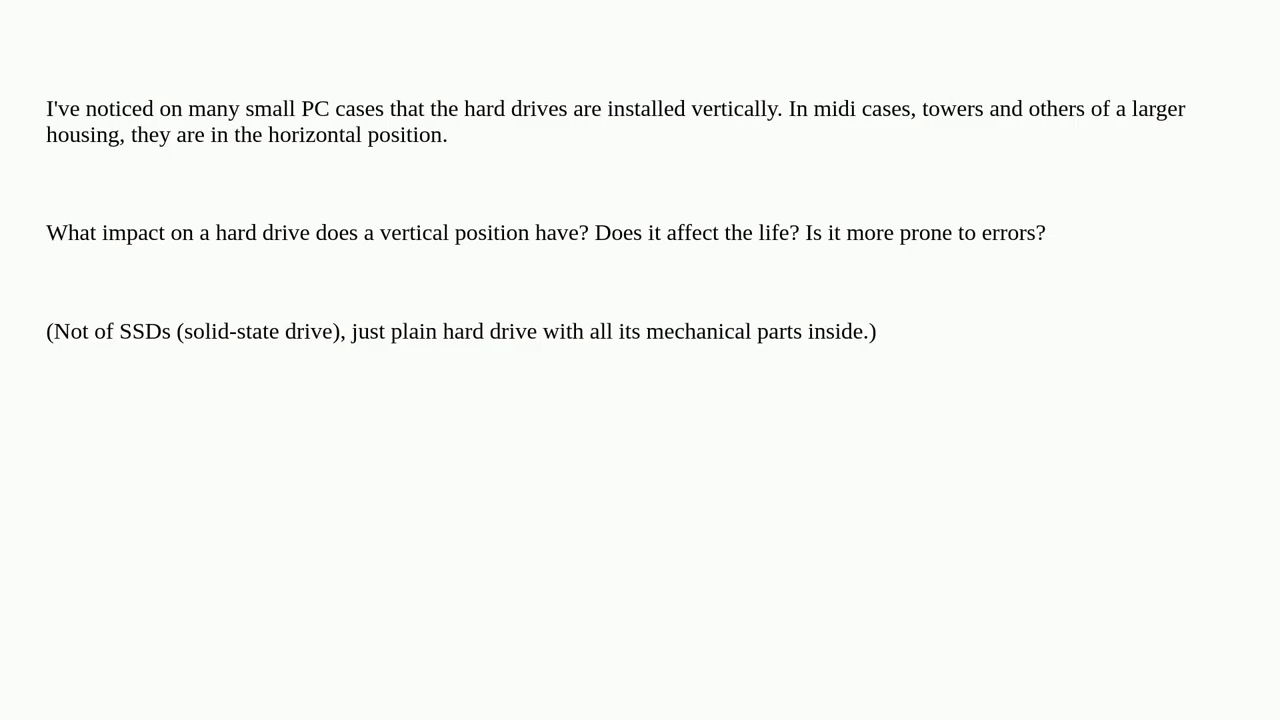 I've noticed on many small PC cases that the hard drives are installed vertically. In midi cases, towers and others of a larger
housing, they are in the horizontal position.
What impact on a hard drive does a vertical position have? Does it affect the life? Is it more prone to errors?
(Not of SSDs (solid-state drive), just plain hard drive with all its mechanical parts inside.)